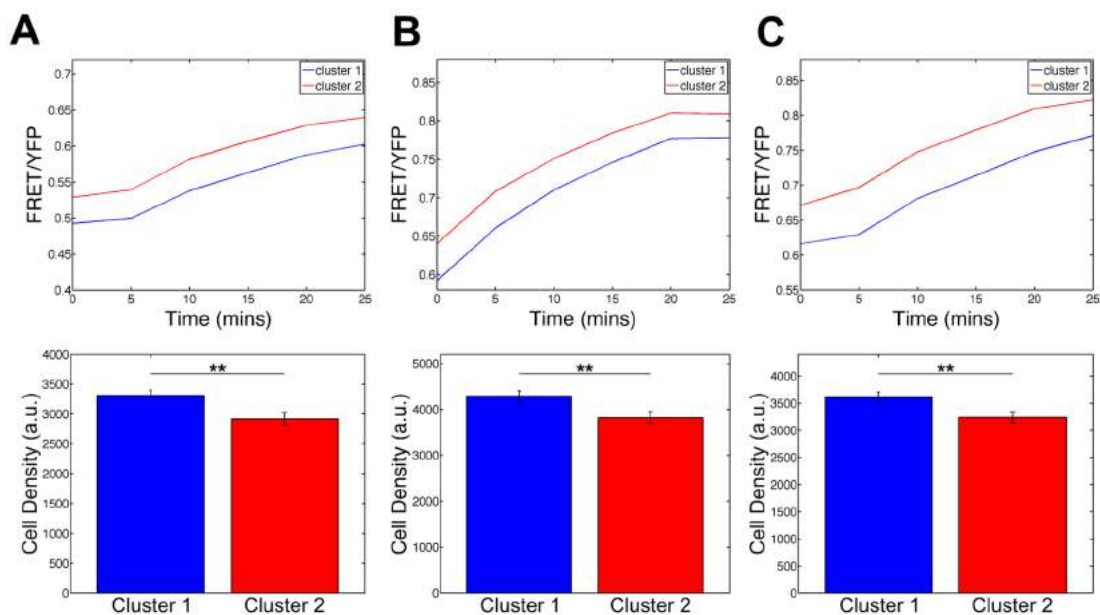 A
B
C
0.7
0.65
0.6
0.55
0.5
0.45
0.4
FRET/YFP
cluster 1
cluster 2
0 5 10 15 20 25
Time (mins)
0.85
0.8
0.75
0.7
0.65
0.6
FRET/YFP
cluster 1
cluster 2
0 5 10 15 20 25
Time (mins)
0.85
0.8
0.75
0.7
0.65
0.6
0.55
FRET/YFP
cluster 1
cluster 2
0 5 10 15 20 25
Time (mins)
4000
3500
3000
2500
2000
1500
1000
500
0
Cell Density (a.u.)
**
Cluster 1 Cluster 2
5000
4000
3000
2000
1000
0
Cell Density (a.u.)
**
Cluster 1 Cluster 2
4000
3500
3000
2500
2000
1500
1000
500
0
Cell Density (a.u.)
**
Cluster 1 Cluster 2